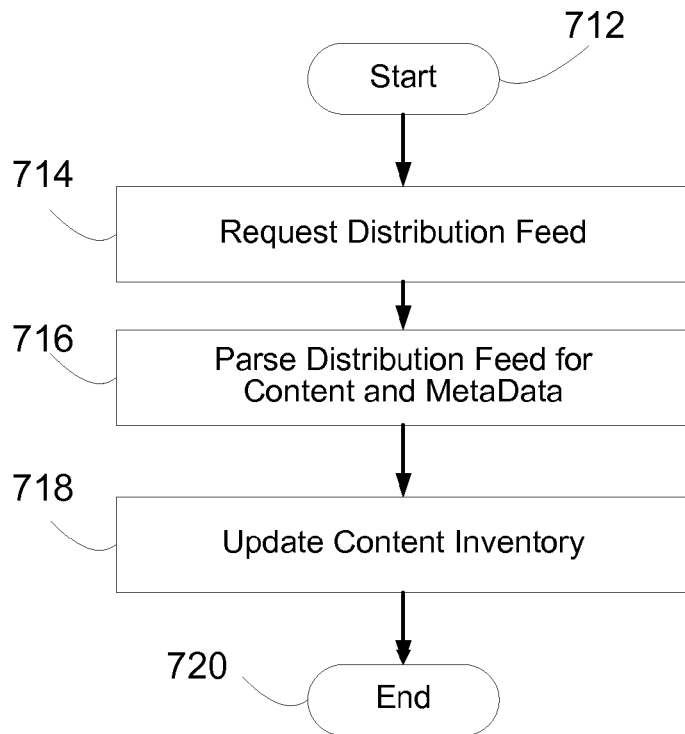 712
Start
714
Request Distribution Feed
716
Parse Distribution Feed for
Content and MetaData
718
Update Content Inventory
720
End